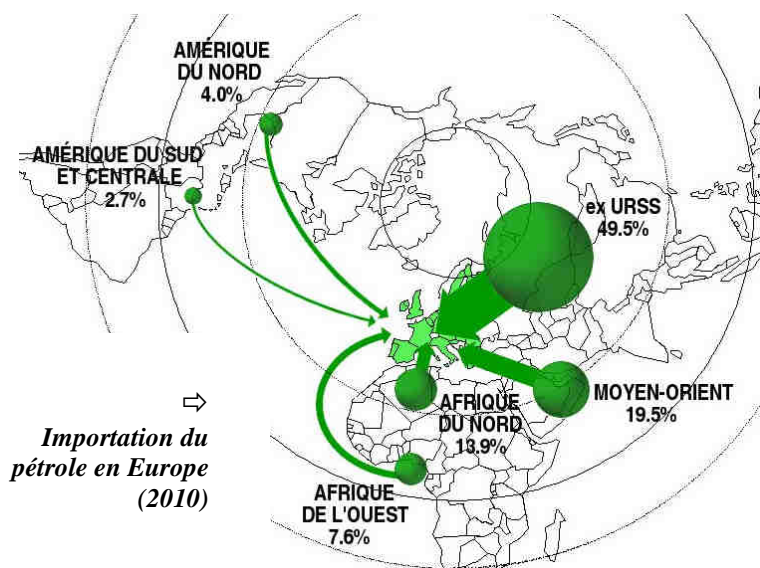 AMÉRIQUE
DU NORD
4.0%
AMÉRIQUE DU SUD
ET CENTRALE
2.7%
ex URSS
49.5%
MOYEN-ORIENT
19.5%
AFRIQUE
DU NORD
13.9%
AFRIQUE
DE L'OUEST
7.6%
⇨
Importation du
pétrole en Europe
(2010)